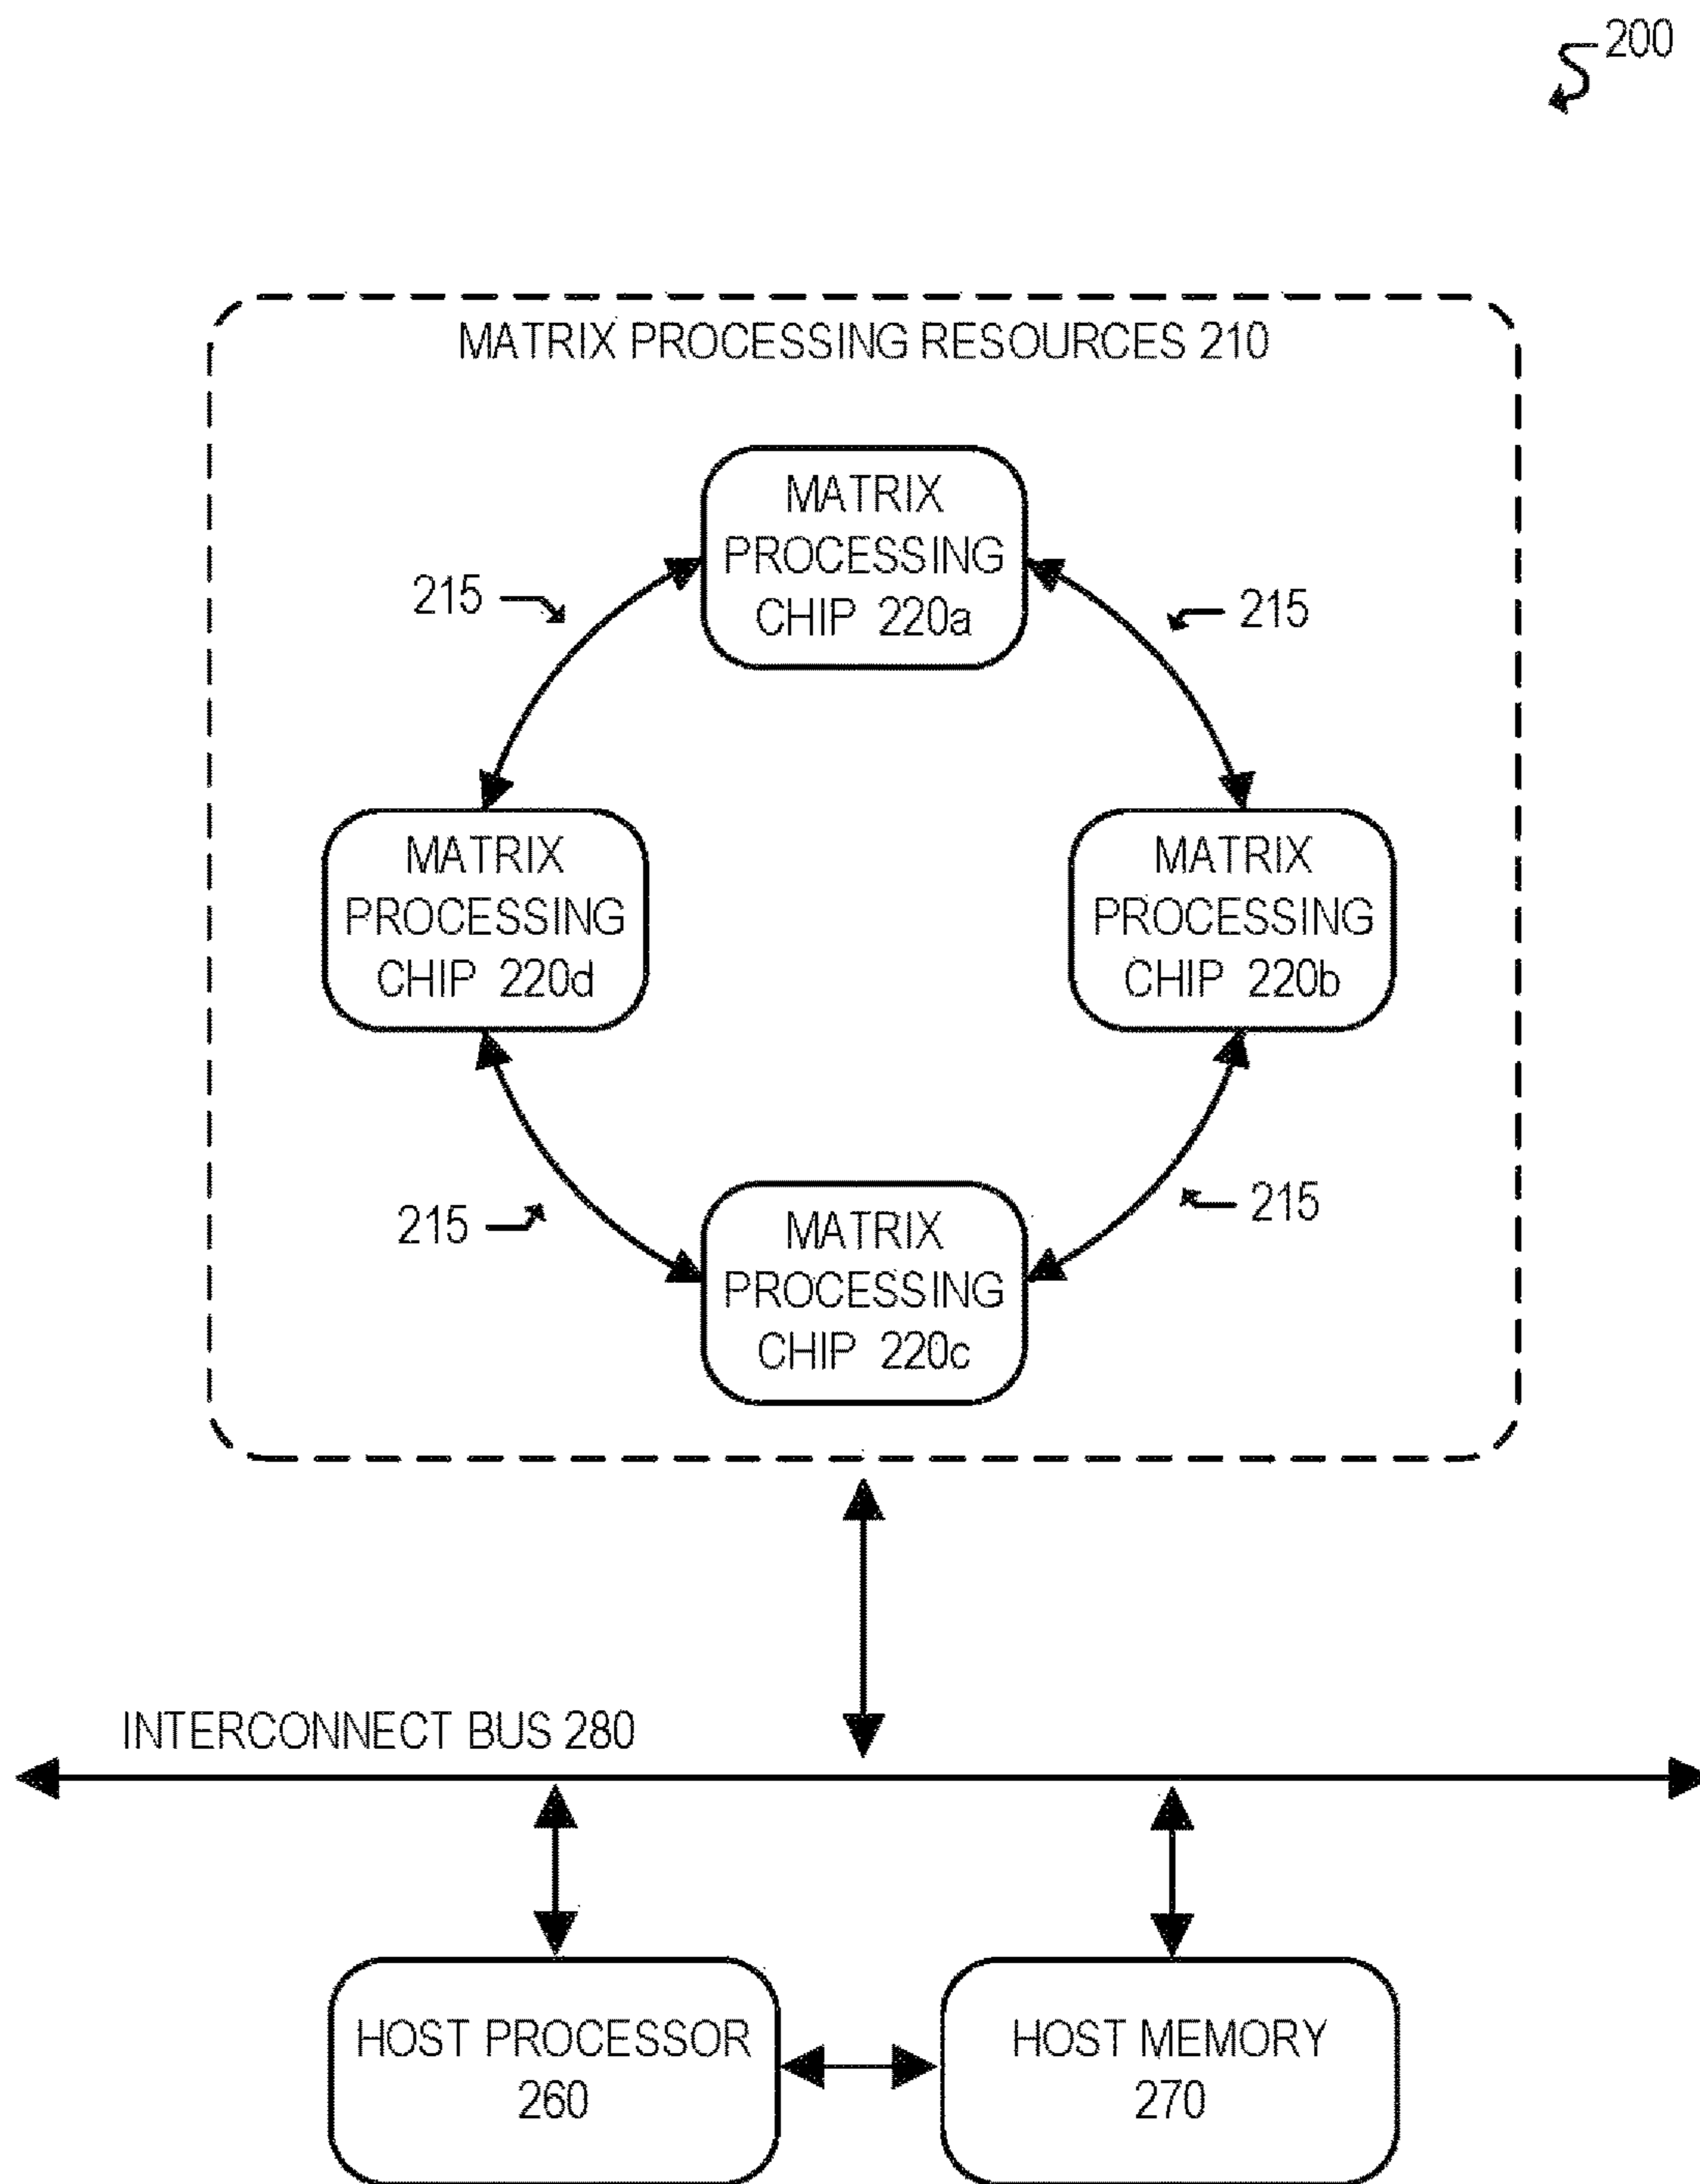 200
MATRIX PROCESSING RESOURCES 210
MATRIX
PROCESSING
CHIP 220a
215
215
MATRIX
PROCESSING
CHIP 220d
MATRIX
PROCESSING
CHIP 220b
215
215
MATRIX
PROCESSING
CHIP 220c
INTERCONNECT BUS 280
HOST PROCESSOR
260
HOST MEMORY
270